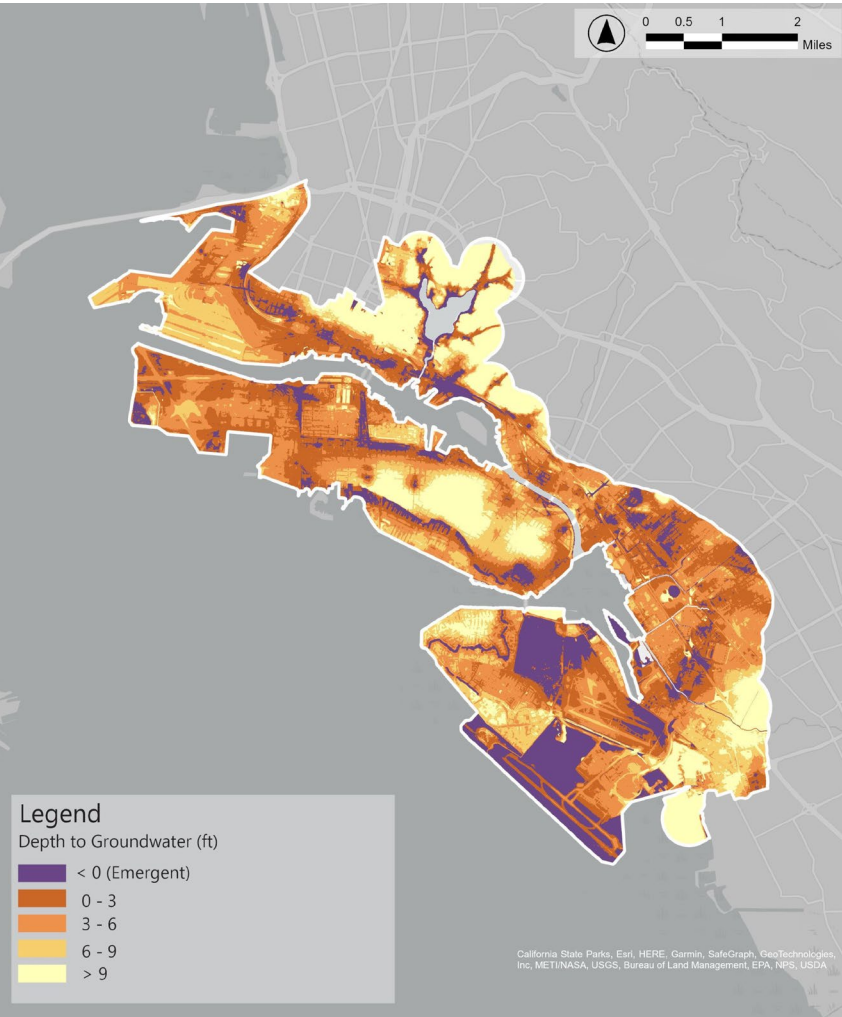 0 0.5 1 2
Miles
Legend
Depth to Groundwater (ft)
< 0 (Emergent)
0 - 3
3 - 6
6 - 9
> 9
California State Parks, Esri, HERE, Garmin, SafeGraph, GeoTechnologies,
Inc, METI/NASA, USGS, Bureau of Land Management, EPA, NPS, USDA